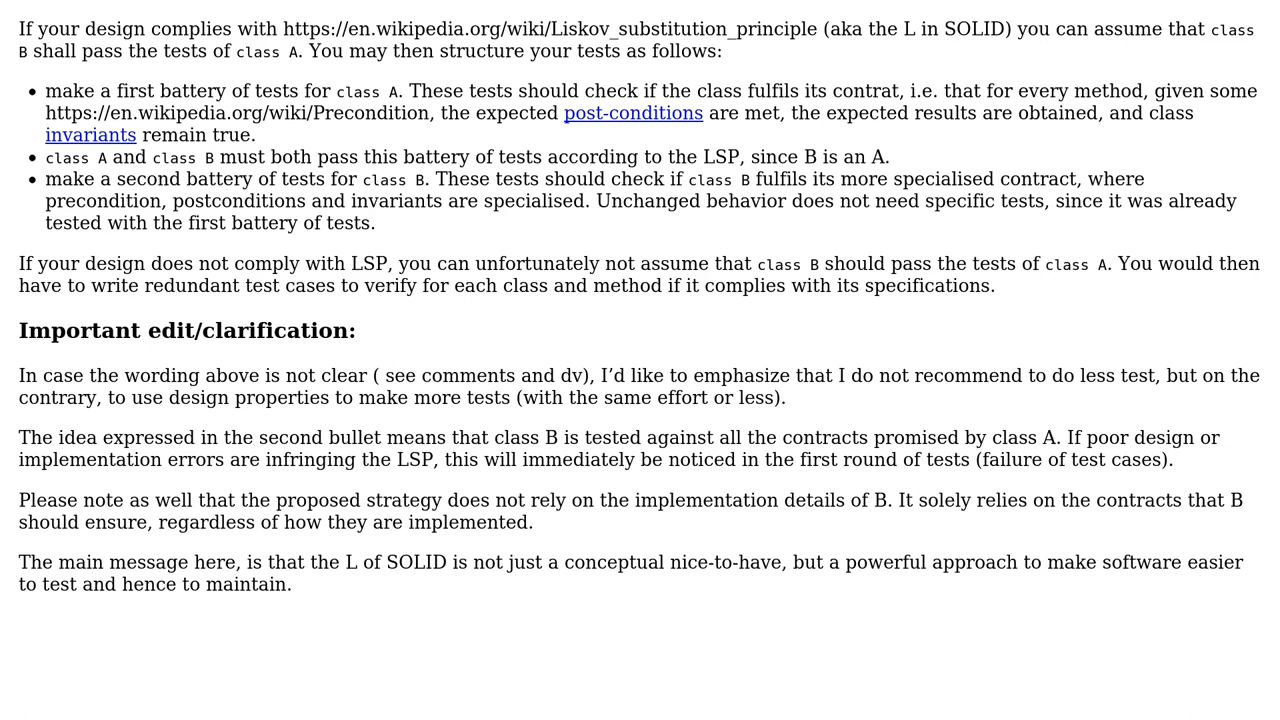 If your design complies with https://en.wikipedia.org/wiki/Liskov_substitution_principle (aka the L in SOLID) you can assume that class
B shall pass the tests of class A. You may then structure your tests as follows:
• make a first battery of tests for class A. These tests should check if the class fulfils its contrat, i.e. that for every method, given some
https://en.wikipedia.org/wiki/Precondition, the expected post-conditions are met, the expected results are obtained, and class
invariants remain true.
• class A and class B must both pass this battery of tests according to the LSP, since B is an A.
• make a second battery of tests for class B. These tests should check if class B fulfils its more specialised contract, where
precondition, postconditions and invariants are specialised. Unchanged behavior does not need specific tests, since it was already
tested with the first battery of tests.
If your design does not comply with LSP, you can unfortunately not assume that class B should pass the tests of class A. You would then
have to write redundant test cases to verify for each class and method if it complies with its specifications.
Important edit/clarification:
In case the wording above is not clear ( see comments and dv), I’d like to emphasize that I do not recommend to do less test, but on the
contrary, to use design properties to make more tests (with the same effort or less).
The idea expressed in the second bullet means that class B is tested against all the contracts promised by class A. If poor design or
implementation errors are infringing the LSP, this will immediately be noticed in the first round of tests (failure of test cases).
Please note as well that the proposed strategy does not rely on the implementation details of B. It solely relies on the contracts that B
should ensure, regardless of how they are implemented.
The main message here, is that the L of SOLID is not just a conceptual nice-to-have, but a powerful approach to make software easier
to test and hence to maintain.